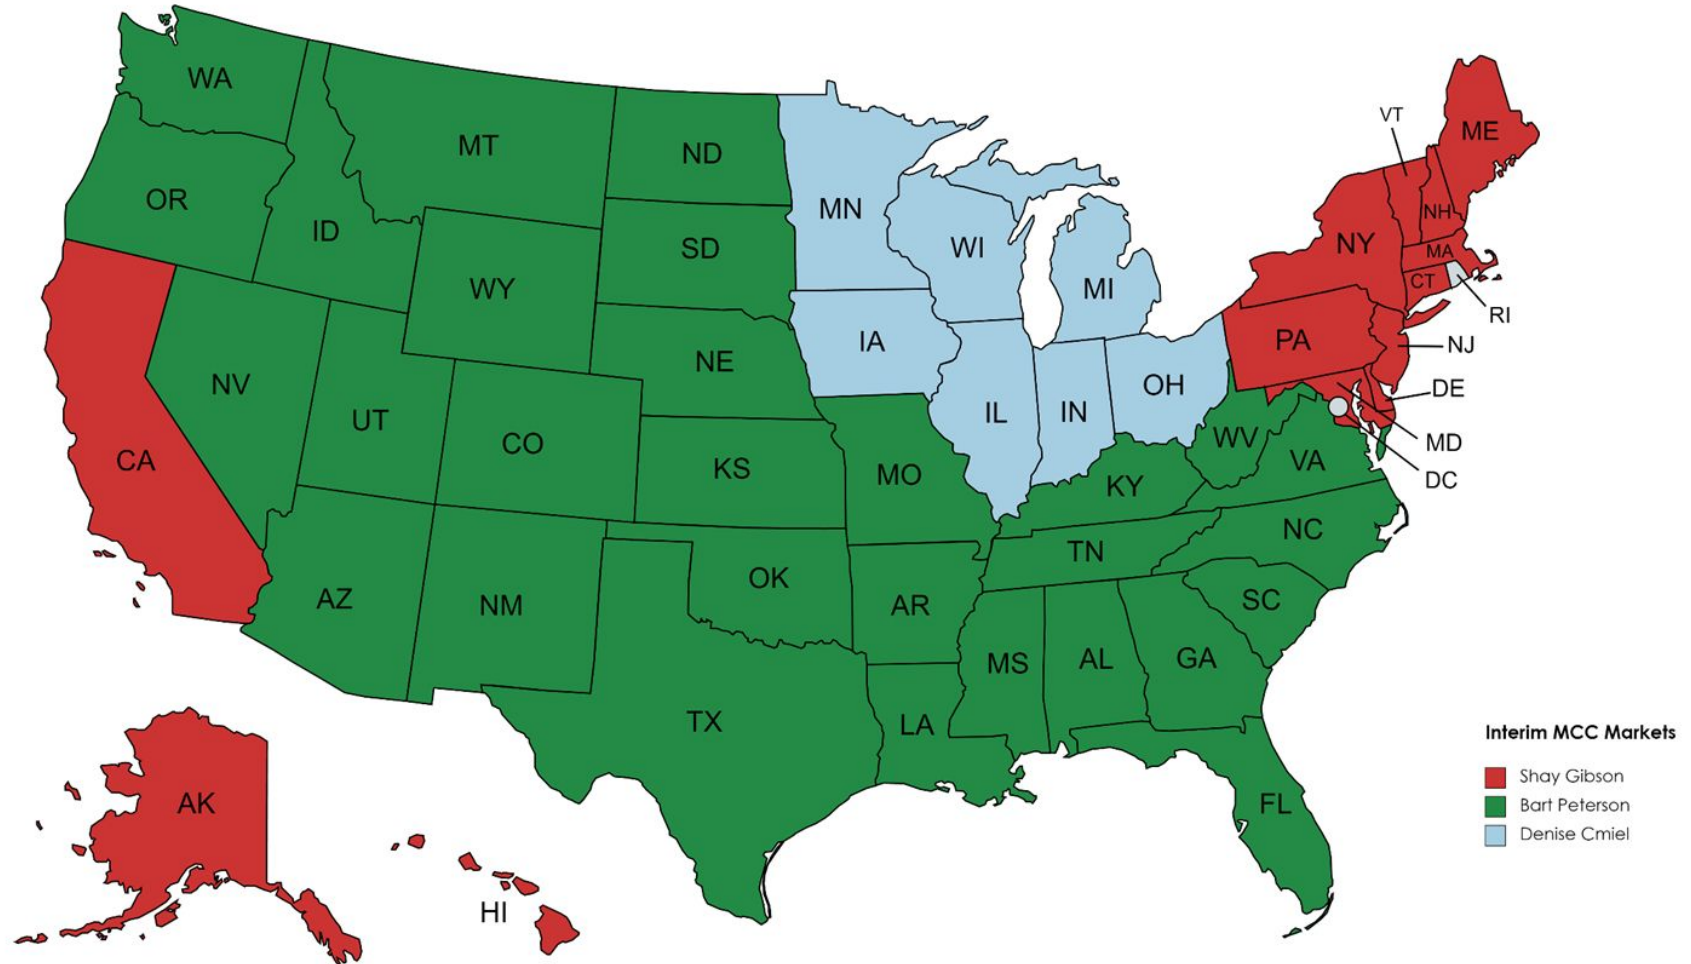 WA
MT
ND
MN
OR
ID
SD
WI
MI
WY
IA
NE
NV
UT
CO
IL
IN
OH
CA
KS
MO
KY
WV
VA
AZ
NM
OK
AR
TN
NC
SC
MS
AL
GA
TX
LA
FL
AK
HI
VT
ME
NH
NY
MA
CT
RI
PA
NJ
DE
MD
DC
Interim MCC Markets
Shay Gibson
Bart Peterson
Denise Cmiel